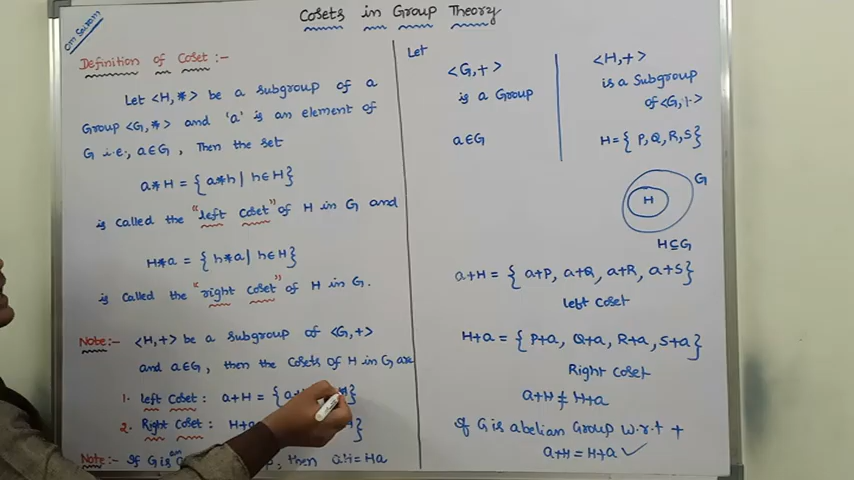 Cosets in Group Theory
Om Swaram
Definition of Coset :-
Let <H, *> be a subgroup of a
Group <G, *> and 'a' is an element of
G i.e., a∈G, Then the set
a*H = {a*h | h∈H}
is called the "left coset" of H in G and
H*a = {h*a | h∈H}
is called the "right coset" of H in G.
Note:- <H,+> be a subgroup of <G,+>
and a∈G, then the Cosets of H in G are
1. left Coset : a+H = {a+
2. Right Coset : H+a
Note:- If G is an then aH = Ha
Let
<G,+>
is a Group
a∈G
<H,+>
is a Subgroup
of <G,+>
H = {P,Q,R,S}
G
H
H⊆G
a+H = {a+P, a+Q, a+R, a+S}
left Coset
H+a = {P+a, Q+a, R+a, S+a}
Right Coset
a+H ≠ H+a
If G is abelian Group w.r.t +
a+H = H+a ✓